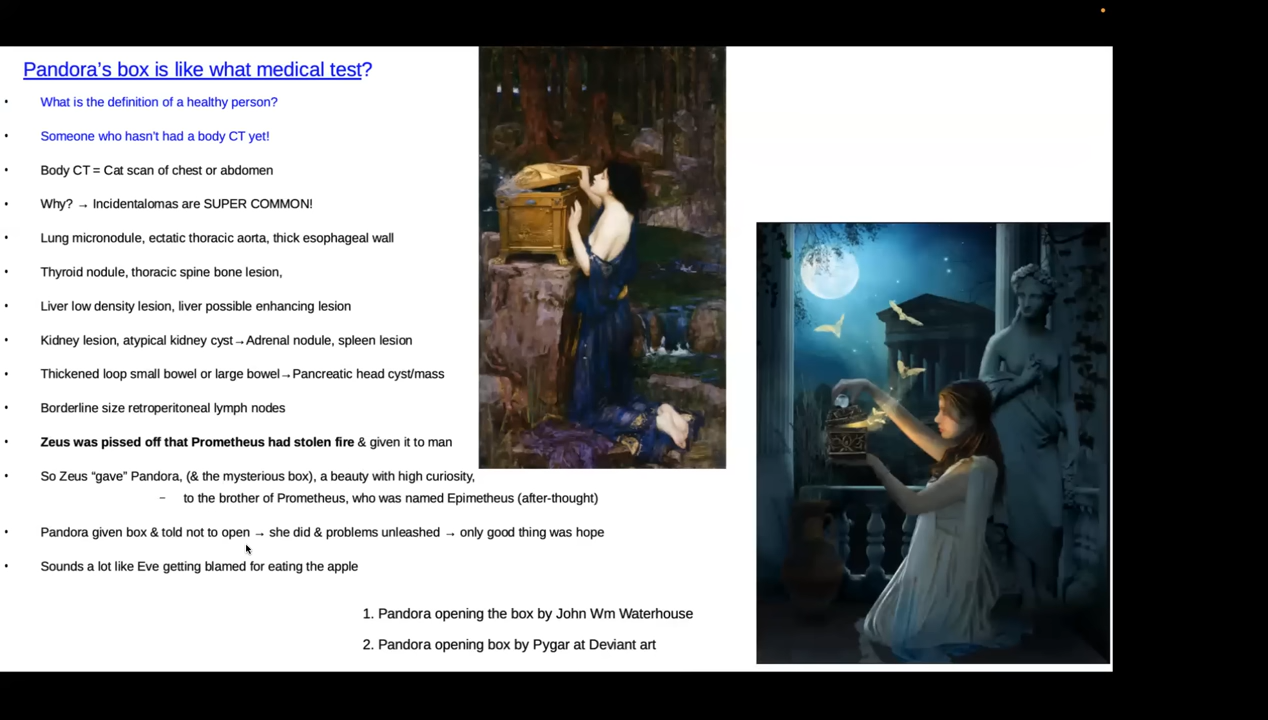 Pandora's box is like what medical test?
• What is the definition of a healthy person?
• Someone who hasn't had a body CT yet!
• Body CT = Cat scan of chest or abdomen
• Why? → Incidentalomas are SUPER COMMON!
• Lung micronodule, ectatic thoracic aorta, thick esophageal wall
• Thyroid nodule, thoracic spine bone lesion,
• Liver low density lesion, liver possible enhancing lesion
• Kidney lesion, atypical kidney cyst→Adrenal nodule, spleen lesion
• Thickened loop small bowel or large bowel→Pancreatic head cyst/mass
• Borderline size retroperitoneal lymph nodes
• Zeus was pissed off that Prometheus had stolen fire & given it to man
• So Zeus “gave” Pandora, (& the mysterious box), a beauty with high curiosity,
– to the brother of Prometheus, who was named Epimetheus (after-thought)
• Pandora given box & told not to open → she did & problems unleashed → only good thing was hope
• Sounds a lot like Eve getting blamed for eating the apple
1. Pandora opening the box by John Wm Waterhouse
2. Pandora opening box by Pygar at Deviant art